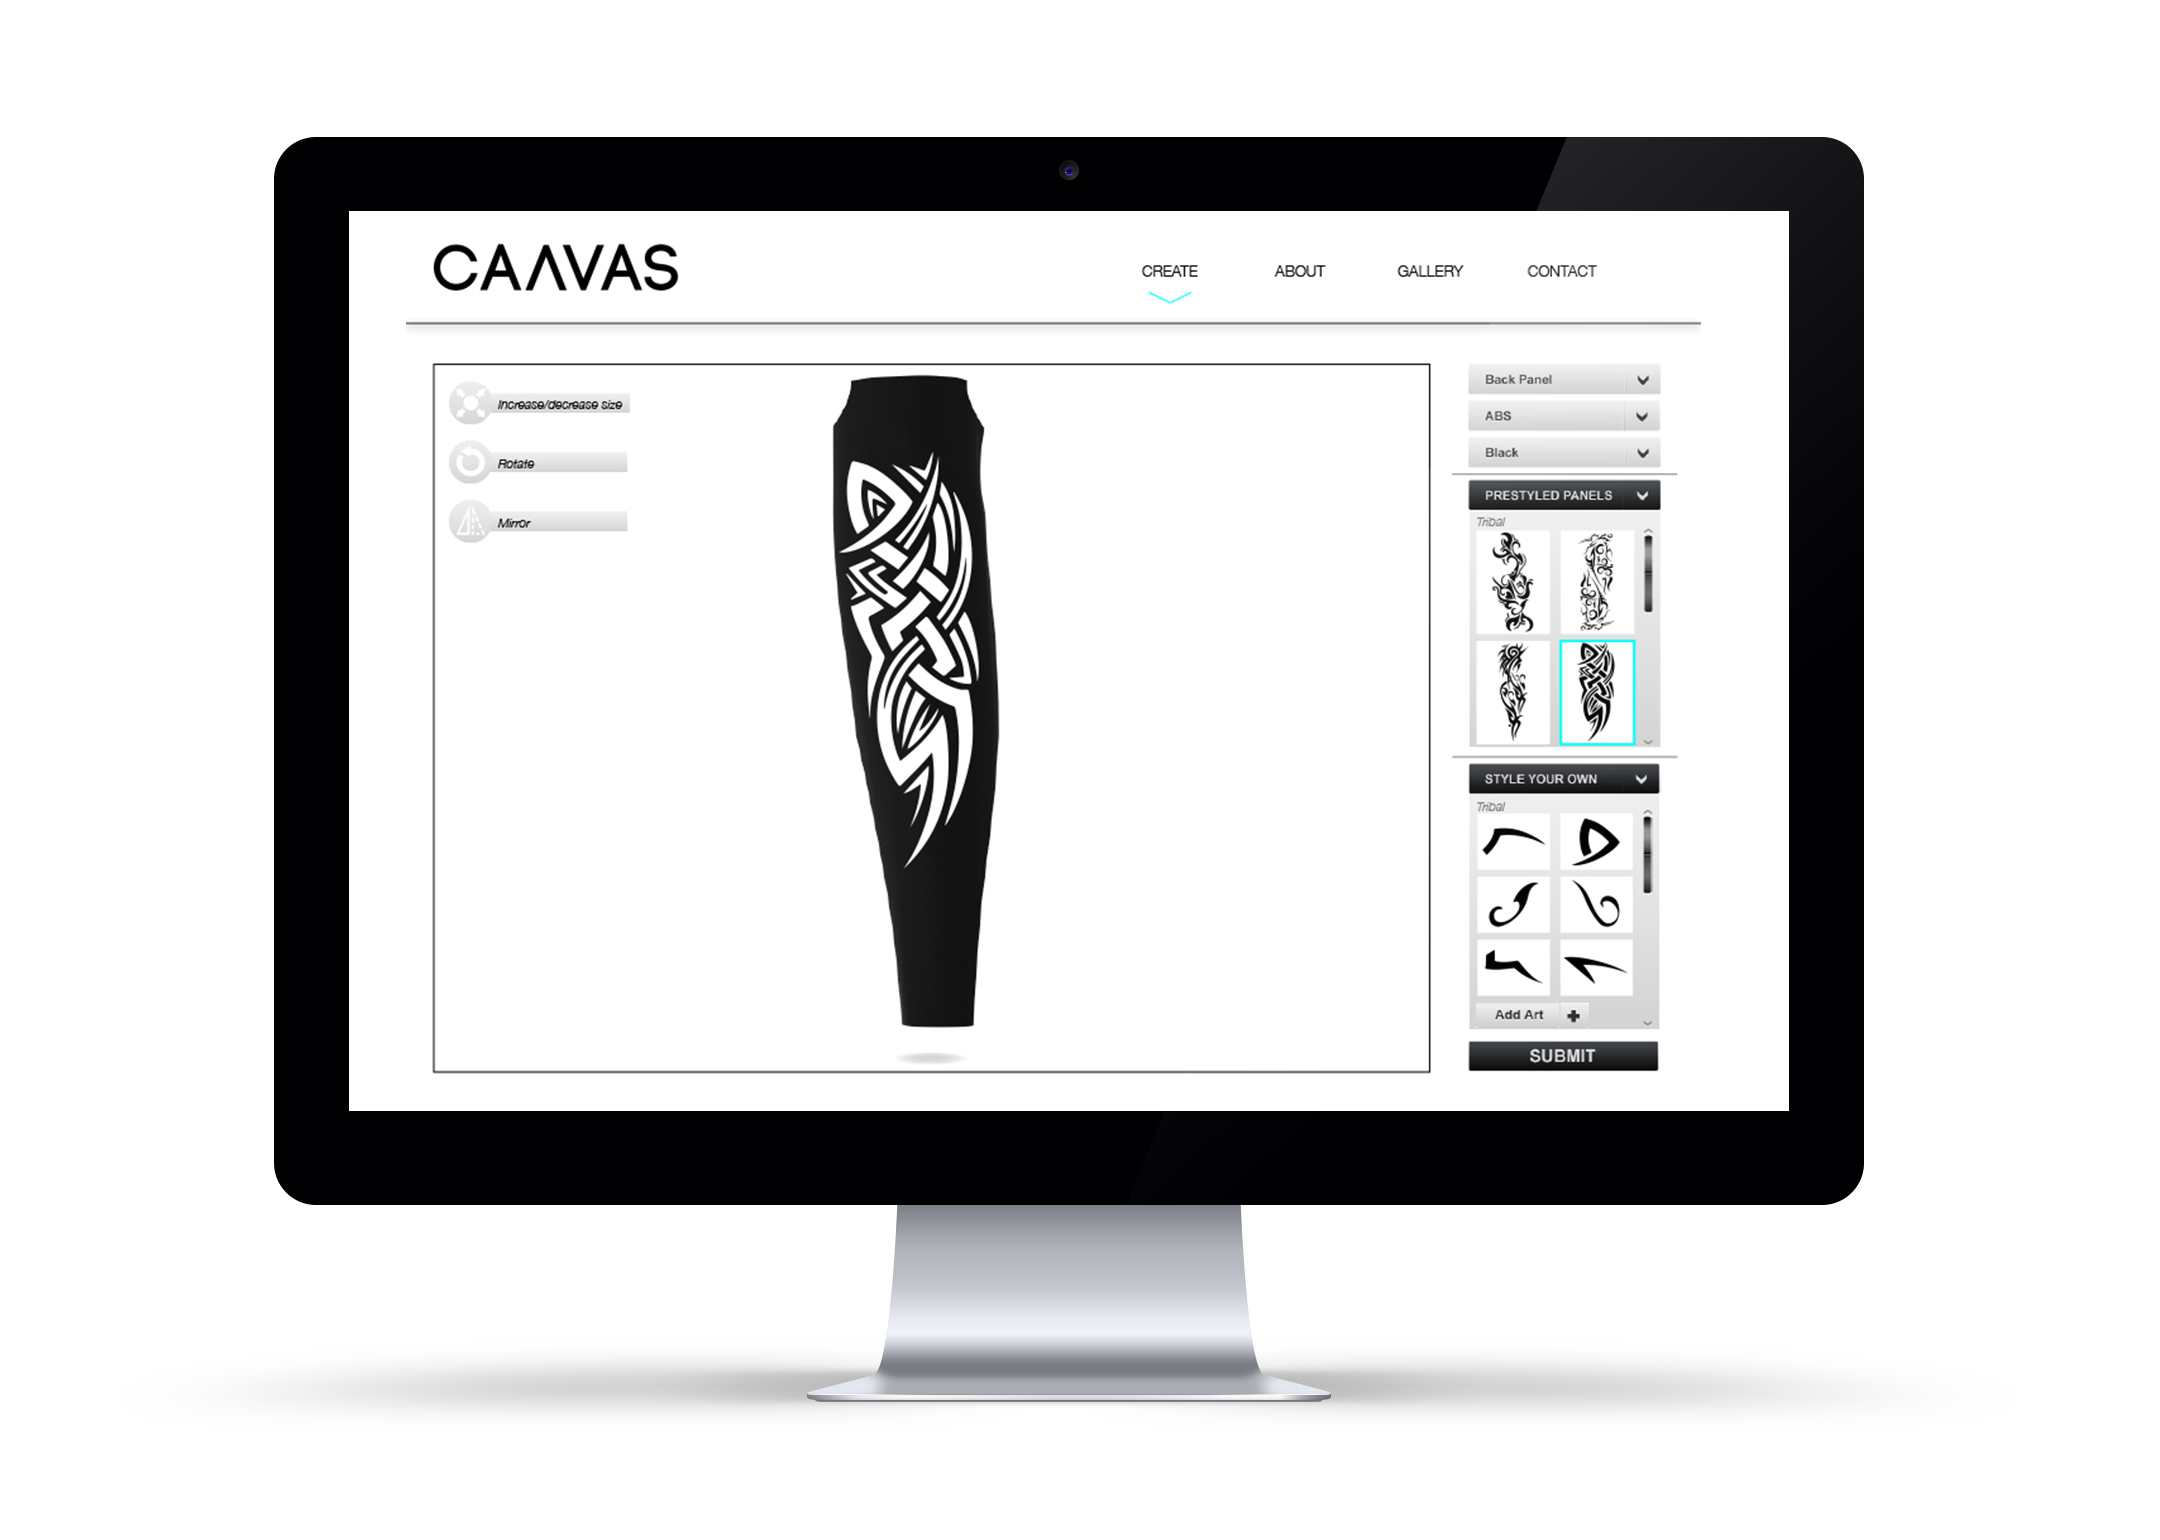 CAΛVAS
CREATE
ABOUT
GALLERY
CONTACT
Increase/decrease size
Rotate
Mirror
Back Panel
ABS
Black
PRESTYLED PANELS
Tribal
STYLE YOUR OWN
Tribal
Add Art
SUBMIT